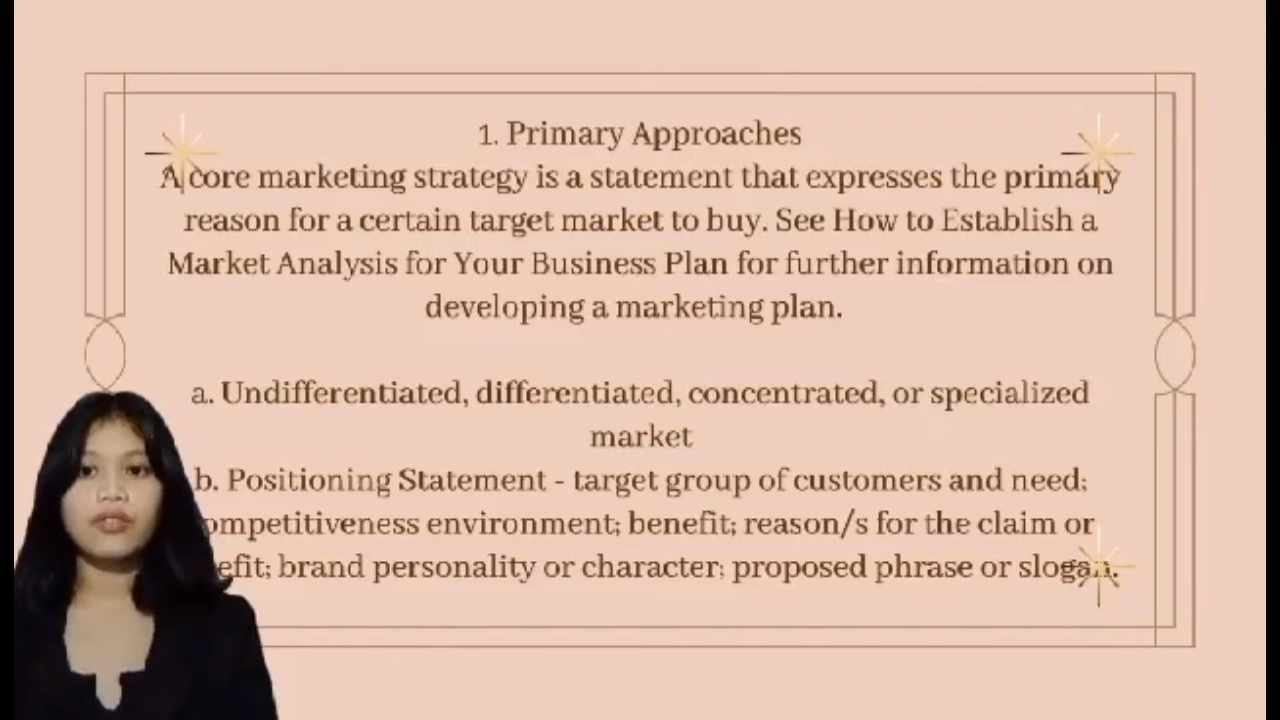 1. Primary Approaches
A core marketing strategy is a statement that expresses the primary
reason for a certain target market to buy. See How to Establish a
Market Analysis for Your Business Plan for further information on
developing a marketing plan.
a. Undifferentiated, differentiated, concentrated, or specialized
market
b. Positioning Statement - target group of customers and need;
environment; benefit; reason/s for the claim or
brand personality or character; proposed phrase or slogan.